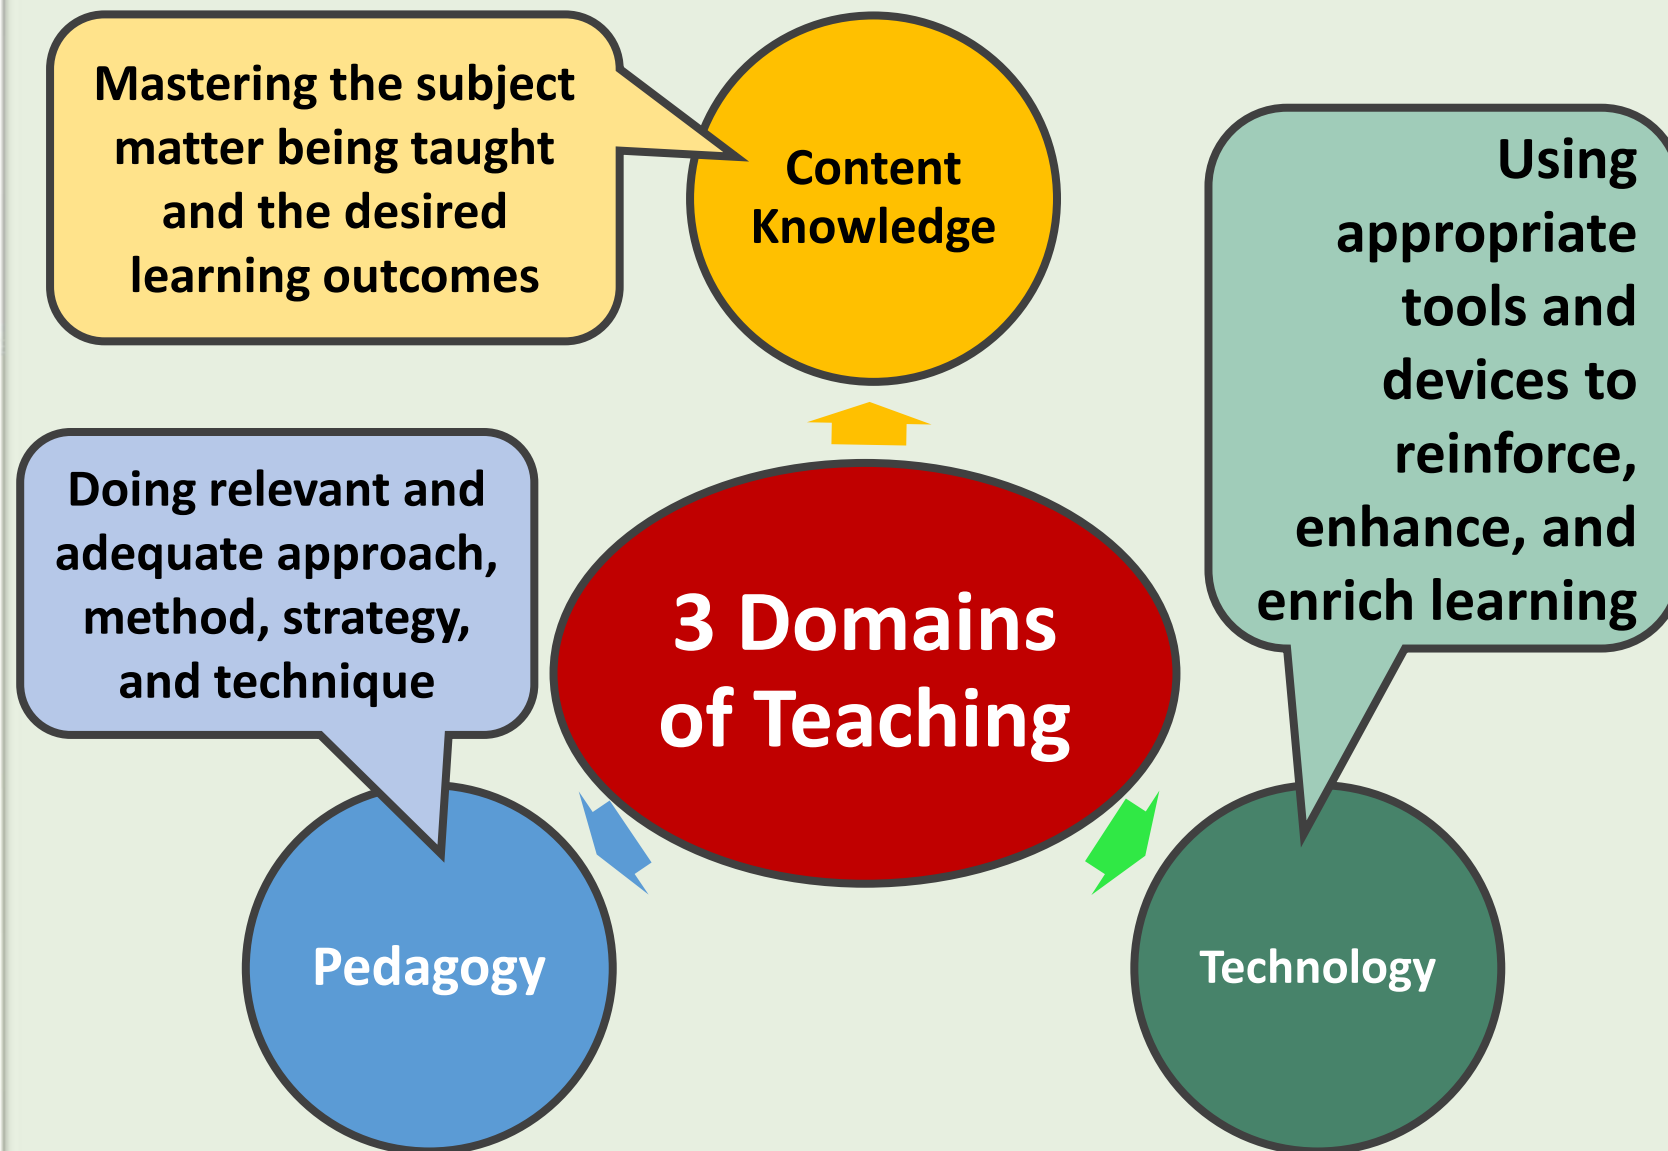 Mastering the subject
matter being taught
and the desired
learning outcomes
Content
Knowledge
Using
appropriate
tools and
devices to
reinforce,
enhance, and
enrich learning
Doing relevant and
adequate approach,
method, strategy,
and technique
3 Domains
of Teaching
Pedagogy
Technology